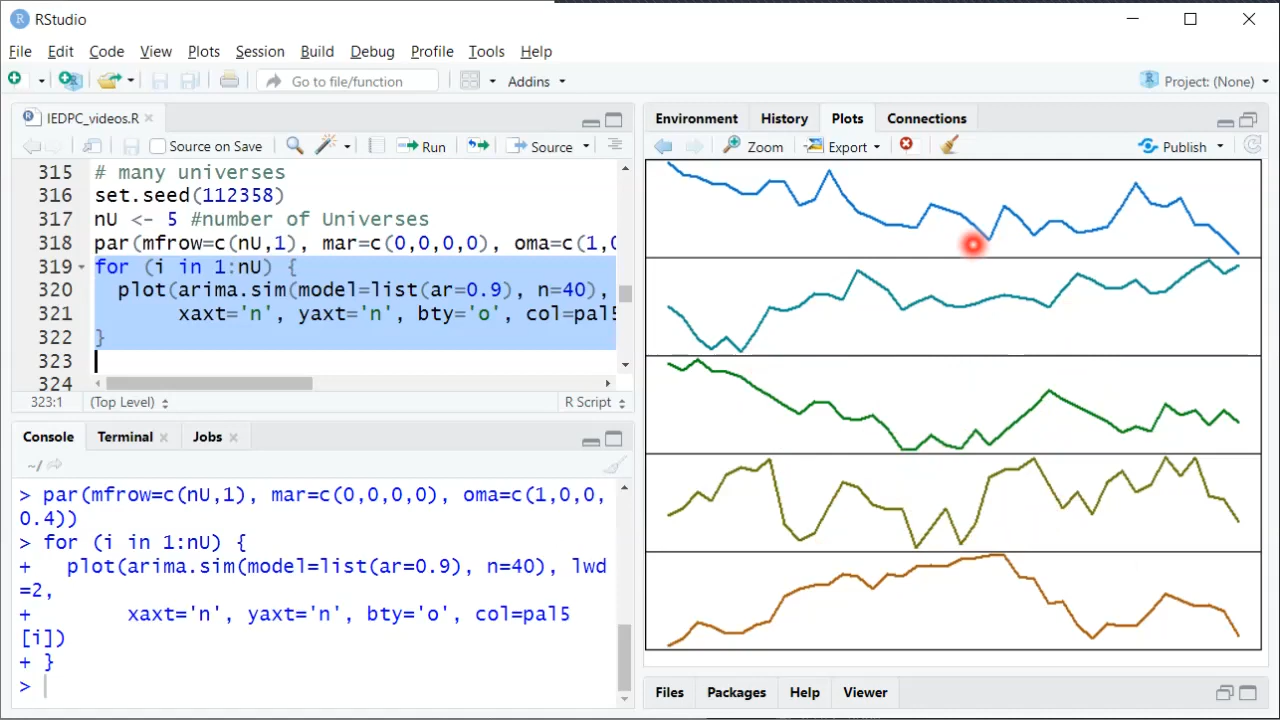 RStudio
File Edit Code View Plots Session Build Debug Profile Tools Help
Go to file/function Addins Project: (None)
IEDPC_videos.R
Source on Save Run Source
315 # many universes
316 set.seed(112358)
317 nU <- 5 #number of Universes
318 par(mfrow=c(nU,1), mar=c(0,0,0,0), oma=c(1,0
319 for (i in 1:nU) {
320 plot(arima.sim(model=list(ar=0.9), n=40),
321 xaxt='n', yaxt='n', bty='o', col=pal5
322 }
323
324
323:1 (Top Level) R Script
Console Terminal Jobs
~/
> par(mfrow=c(nU,1), mar=c(0,0,0,0), oma=c(1,0,0,
0.4))
> for (i in 1:nU) {
+ plot(arima.sim(model=list(ar=0.9), n=40), lwd
=2,
+ xaxt='n', yaxt='n', bty='o', col=pal5
[i])
+ }
>
Environment History Plots Connections
Zoom Export Publish
Files Packages Help Viewer